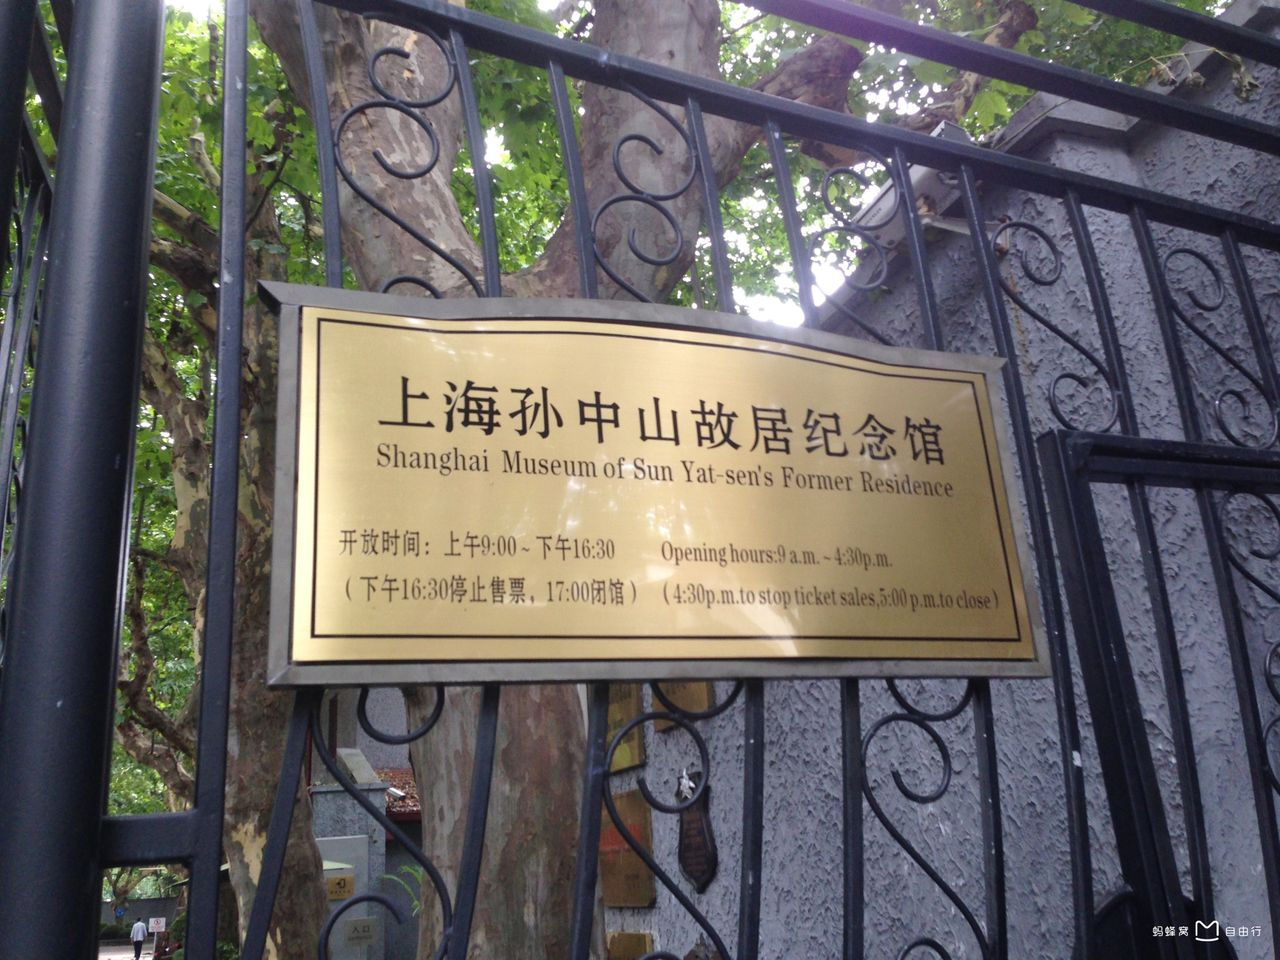 上海孙中山故居纪念馆
Shanghai Museum of Sun Yat-sen's Former Residence
开放时间：上午9:00~下午16:30
（下午16:30停止售票，17:00闭馆）
Opening hours:9 a.m.~4:30p.m.
(4:30p.m.to stop ticket sales,5:00 p.m.to close)
入口
蚂蜂窝 自由行